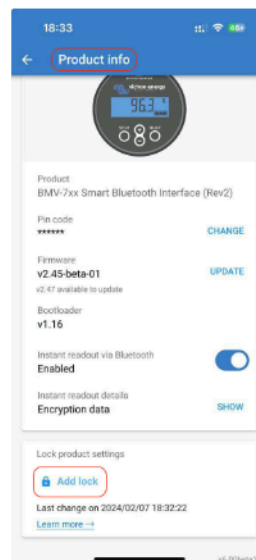 18:33
46
Product info
victron energy
96.3
Product
BMV-7xx Smart Bluetooth Interface (Rev2)
Pin code
******
CHANGE
Firmware
v2.45-beta-01
UPDATE
v2.47 available to update
Bootloader
v1.16
Instant readout via Bluetooth
Enabled
Instant readout details
Encryption data
SHOW
Lock product settings
Add lock
Last change on 2024/02/07 18:32:22
Learn more →